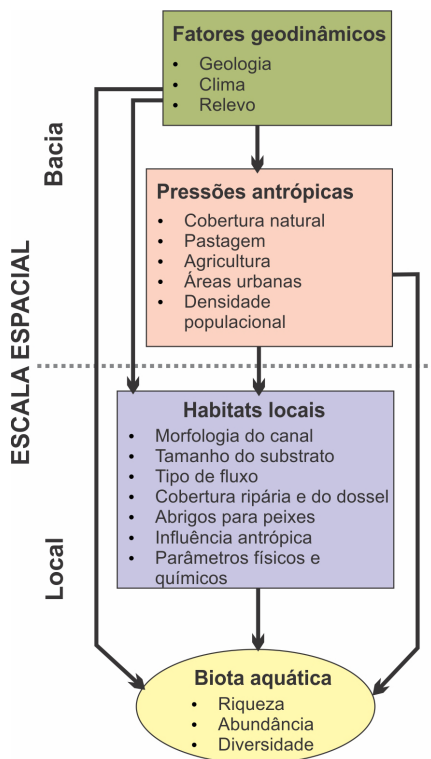 ESCALA ESPACIAL
Bacia
Fatores geodinâmicos
• Geologia
• Clima
• Relevo
Pressões antrópicas
• Cobertura natural
• Pastagem
• Agricultura
• Áreas urbanas
• Densidade
populacional
Local
Habitats locais
• Morfologia do canal
• Tamanho do substrato
• Tipo de fluxo
• Cobertura ripária e do dossel
• Abrigos para peixes
• Influência antrópica
• Parâmetros físicos e
químicos
Biota aquática
• Riqueza
• Abundância
• Diversidade